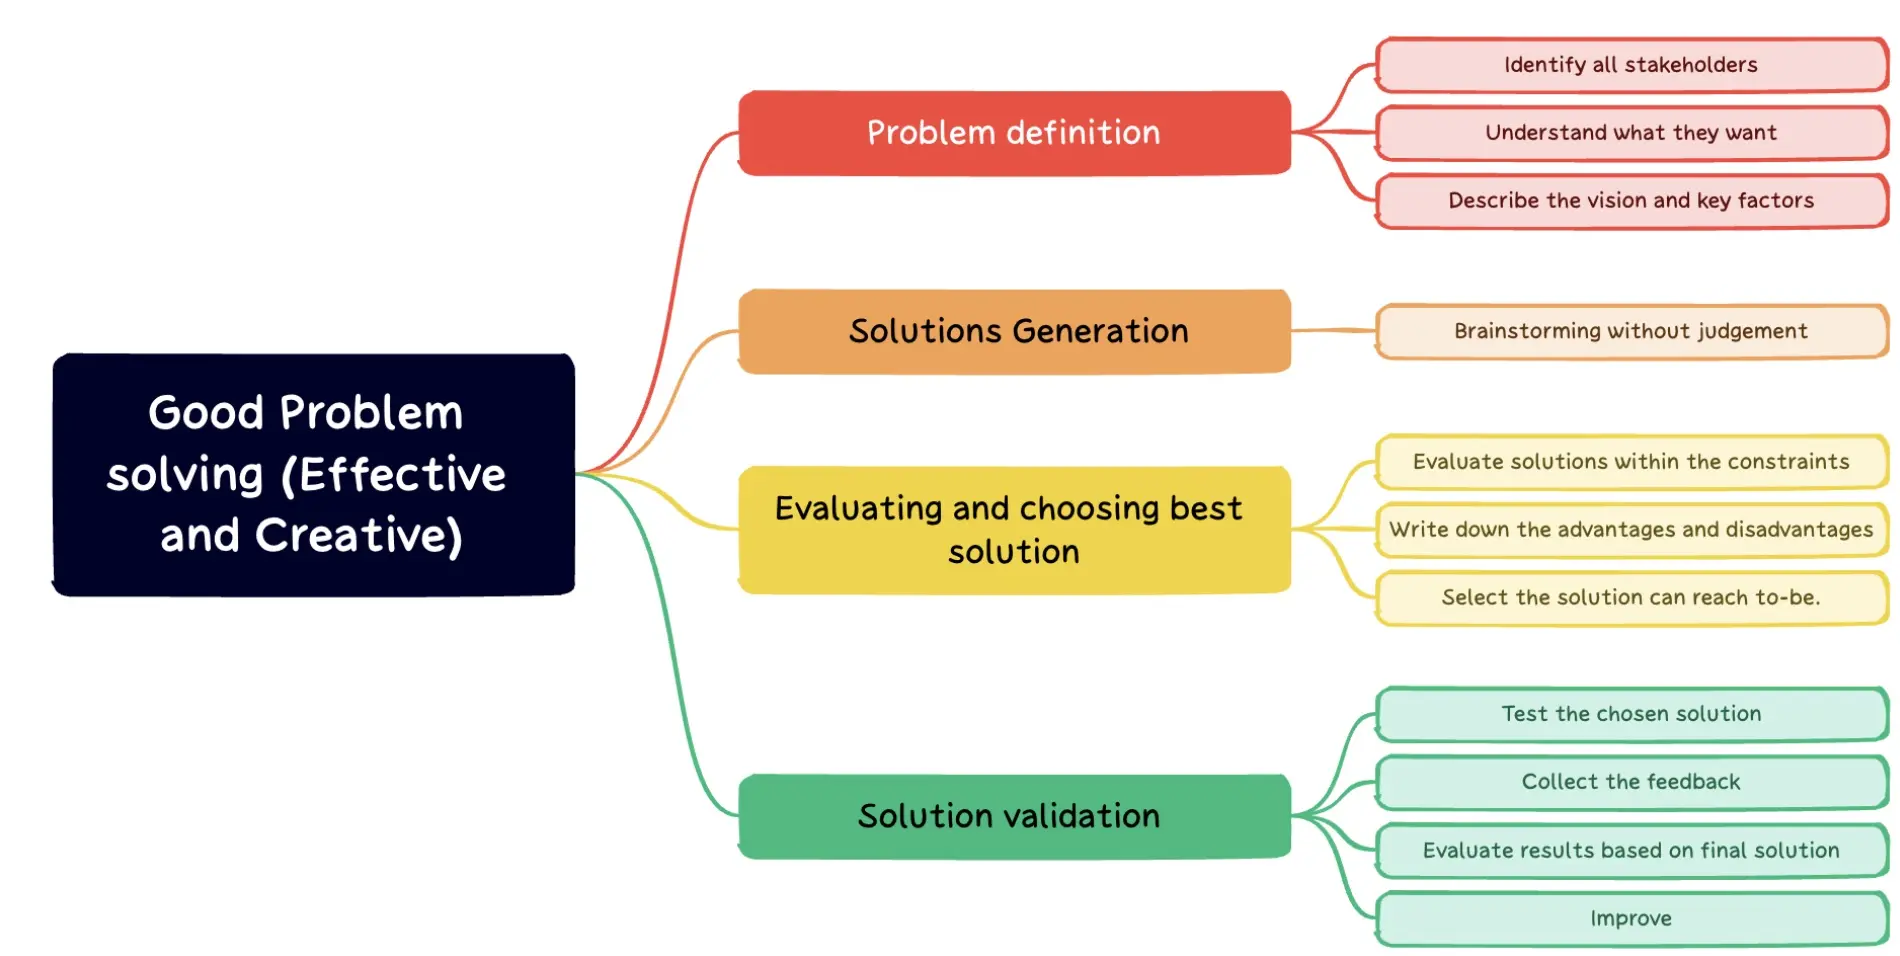 Good Problem
solving (Effective
and Creative)
Problem definition
Identify all stakeholders
Understand what they want
Describe the vision and key factors
Solutions Generation
Brainstorming without judgement
Evaluating and choosing best
solution
Evaluate solutions within the constraints
Write down the advantages and disadvantages
Select the solution can reach to-be.
Solution validation
Test the chosen solution
Collect the feedback
Evaluate results based on final solution
Improve